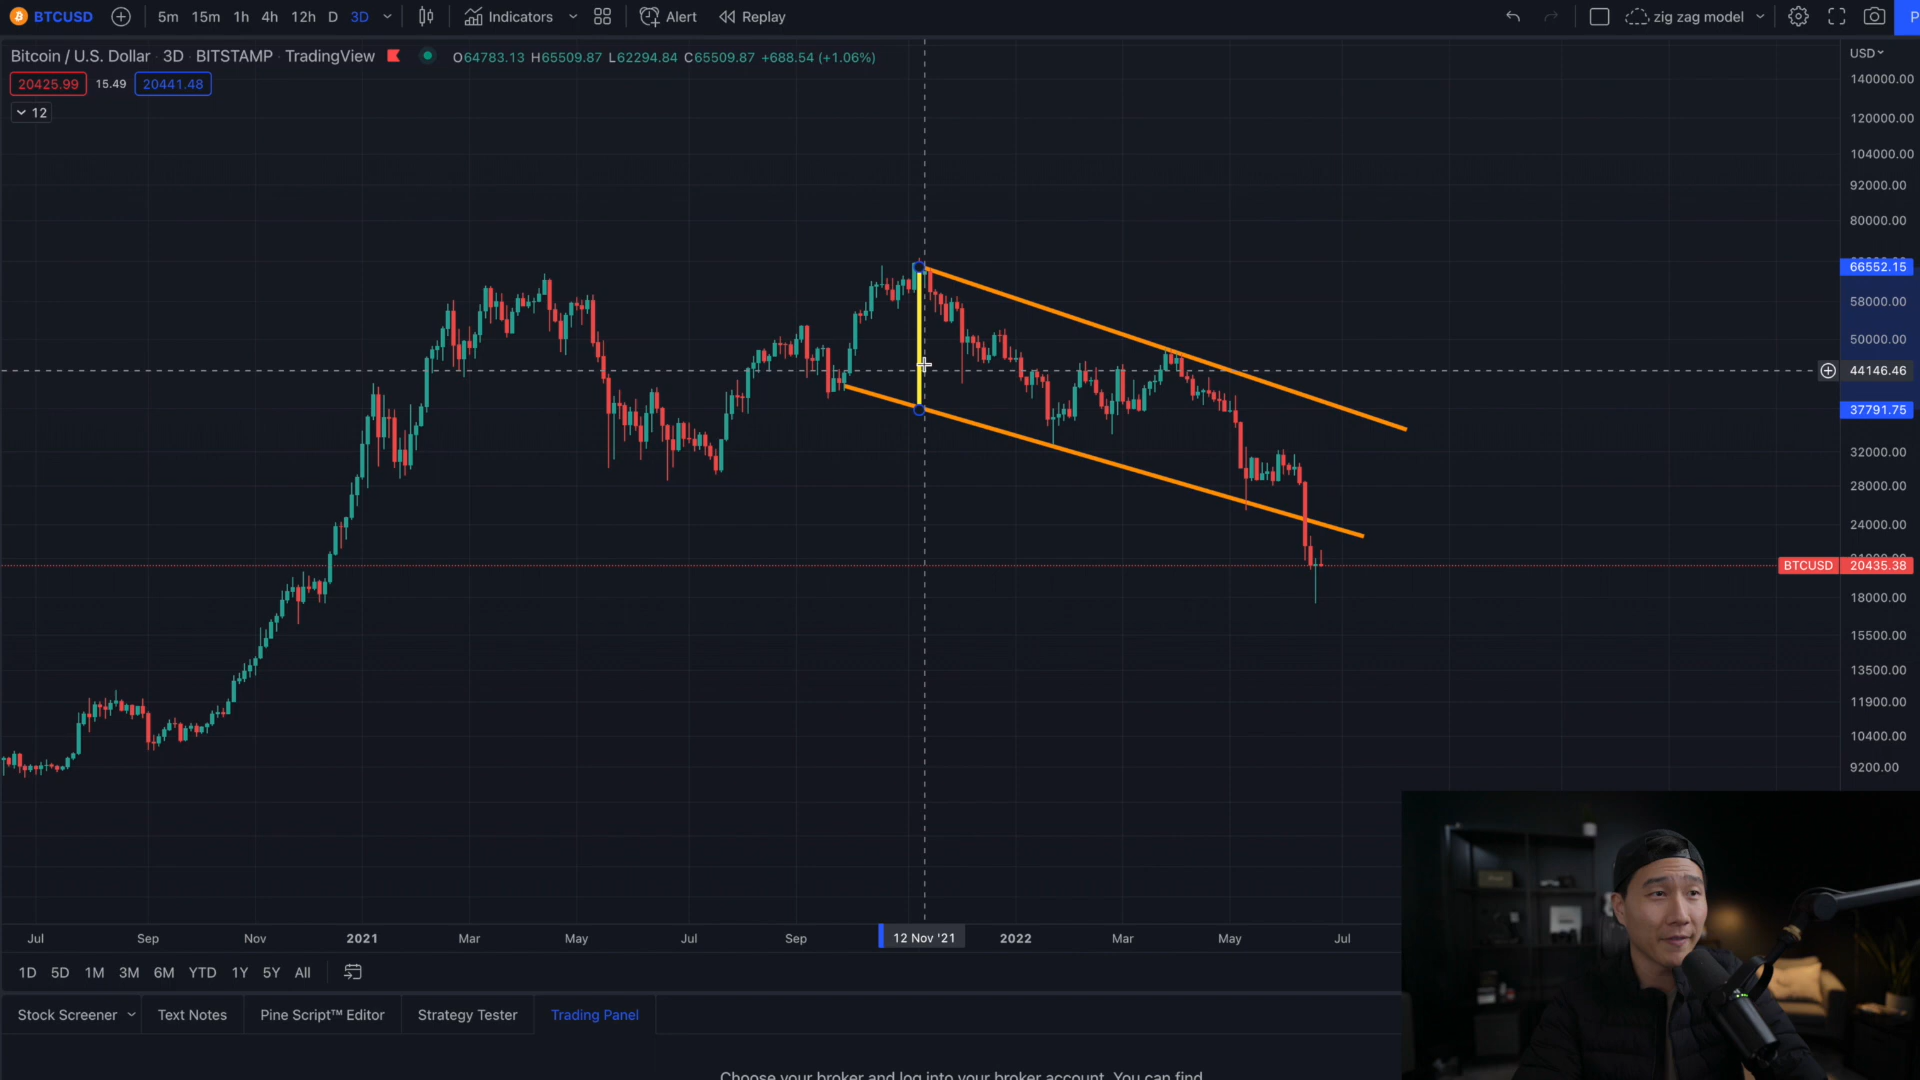 BTCUSD 5m 15m 1h 4h 12h D 3D Indicators Alert Replay zig zag model P
Bitcoin / U.S. Dollar 3D BITSTAMP TradingView O64783.13 H65509.87 L62294.84 C65509.87 +688.54 (+1.06%) USD
20425.99 15.49 20441.48
12
140000.00
120000.00
104000.00
92000.00
80000.00
66552.15
58000.00
50000.00
44146.46
37791.75
32000.00
28000.00
24000.00
21000.00
BTCUSD 20435.38
18000.00
15500.00
13500.00
11900.00
10400.00
9200.00
Jul Sep Nov 2021 Mar May Jul Sep 12 Nov '21 2022 Mar May Jul
1D 5D 1M 3M 6M YTD 1Y 5Y All
Stock Screener Text Notes Pine Script™ Editor Strategy Tester Trading Panel
Choose your broker and log into your broker account. You can find